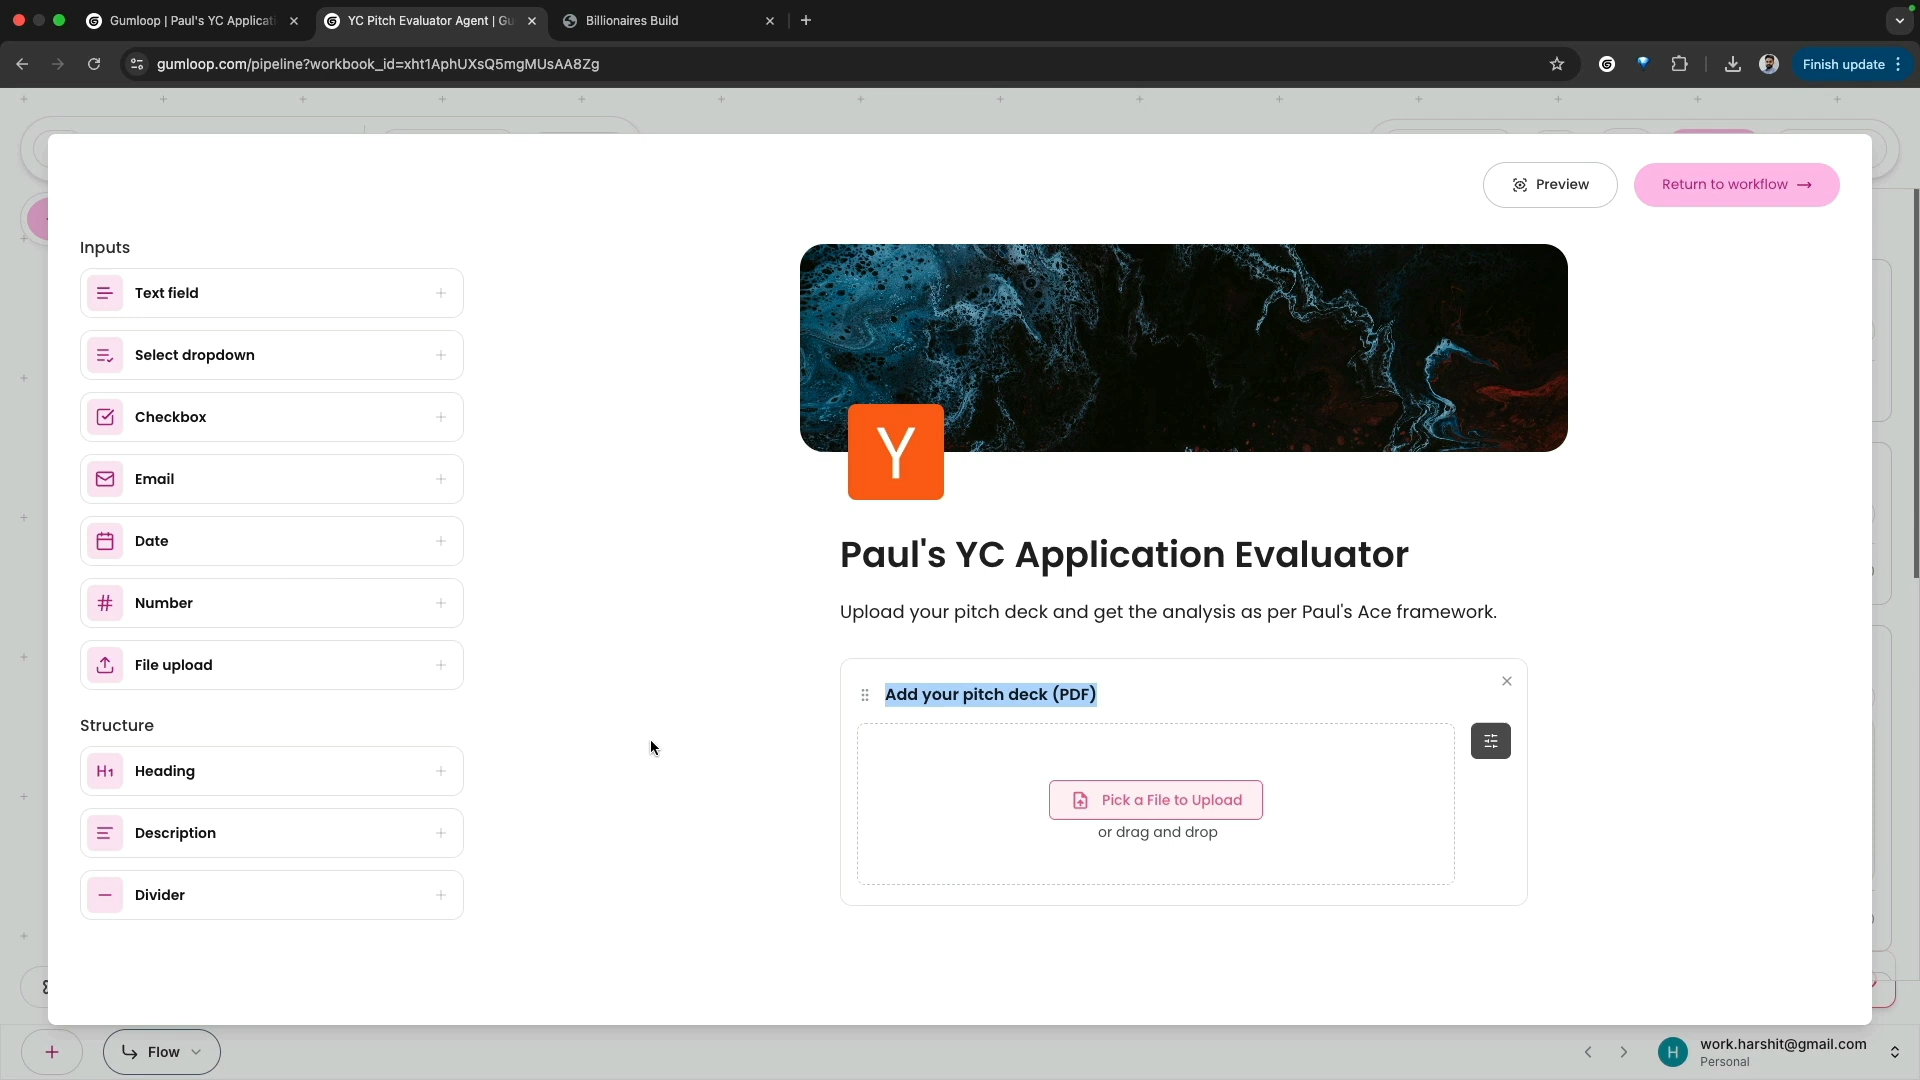 Gumloop | Paul's YC Applicati
YC Pitch Evaluator Agent | Gu
Billionaires Build
gumloop.com/pipeline?workbook_id=xht1AphUXsQ5mgMUsAA8Zg
Finish update
Preview
Return to workflow
Inputs
Text field
Select dropdown
Checkbox
Email
Date
Number
File upload
Structure
H1 Heading
Description
Divider
Y
Paul's YC Application Evaluator
Upload your pitch deck and get the analysis as per Paul's Ace framework.
Add your pitch deck (PDF)
Pick a File to Upload
or drag and drop
Flow
H
work.harshit@gmail.com
Personal